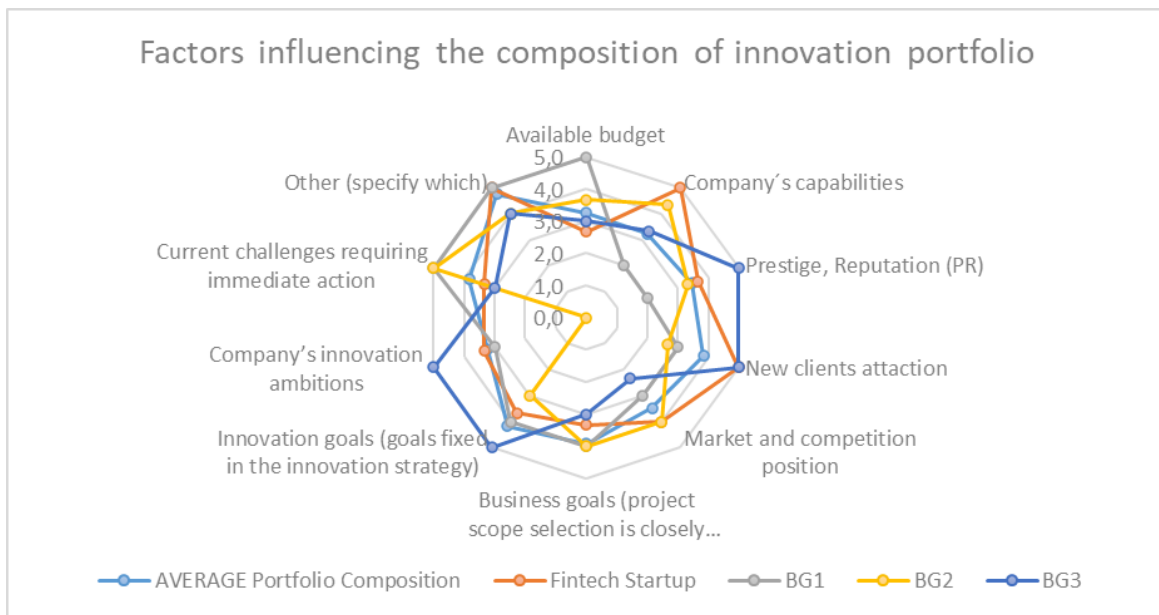 Factors influencing the composition of innovation portfolio
Available budget
5,0
4,0
3,0
2,0
1,0
0,0
Other (specify which)
Company´s capabilities
Current challenges requiring
immediate action
Prestige, Reputation (PR)
Company's innovation
ambitions
New clients attaction
Innovation goals (goals fixed
in the innovation strategy)
Market and competition
position
Business goals (project
scope selection is closely...
AVERAGE Portfolio Composition
Fintech Startup
BG1
BG2
BG3